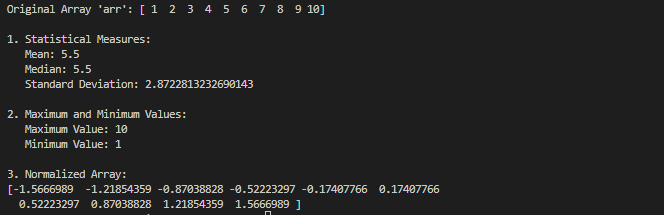 Original Array 'arr': [ 1  2  3  4  5  6  7  8  9 10]
1. Statistical Measures:
   Mean: 5.5
   Median: 5.5
   Standard Deviation: 2.8722813232690143
2. Maximum and Minimum Values:
   Maximum Value: 10
   Minimum Value: 1
3. Normalized Array:
[-1.5666989  -1.21854359 -0.87038828 -0.52223297 -0.17407766  0.17407766
  0.52223297  0.87038828  1.21854359  1.5666989 ]